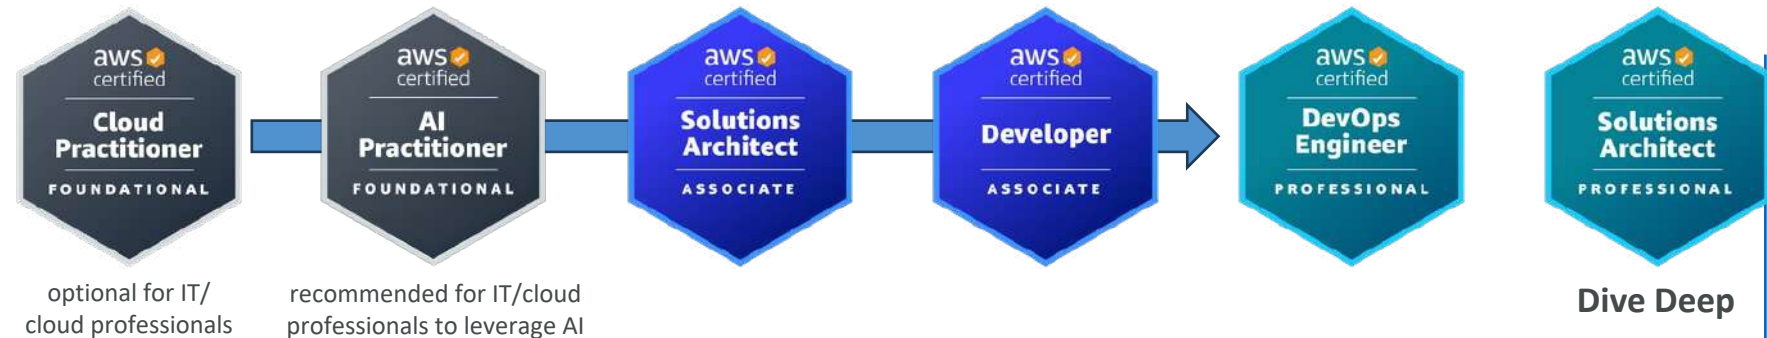 aws
certified
Cloud
Practitioner
FOUNDATIONAL
optional for IT/
cloud professionals
aws
certified
AI
Practitioner
FOUNDATIONAL
recommended for IT/cloud
professionals to leverage AI
aws
certified
Solutions
Architect
ASSOCIATE
aws
certified
Developer
ASSOCIATE
aws
certified
DevOps
Engineer
PROFESSIONAL
aws
certified
Solutions
Architect
PROFESSIONAL
Dive Deep